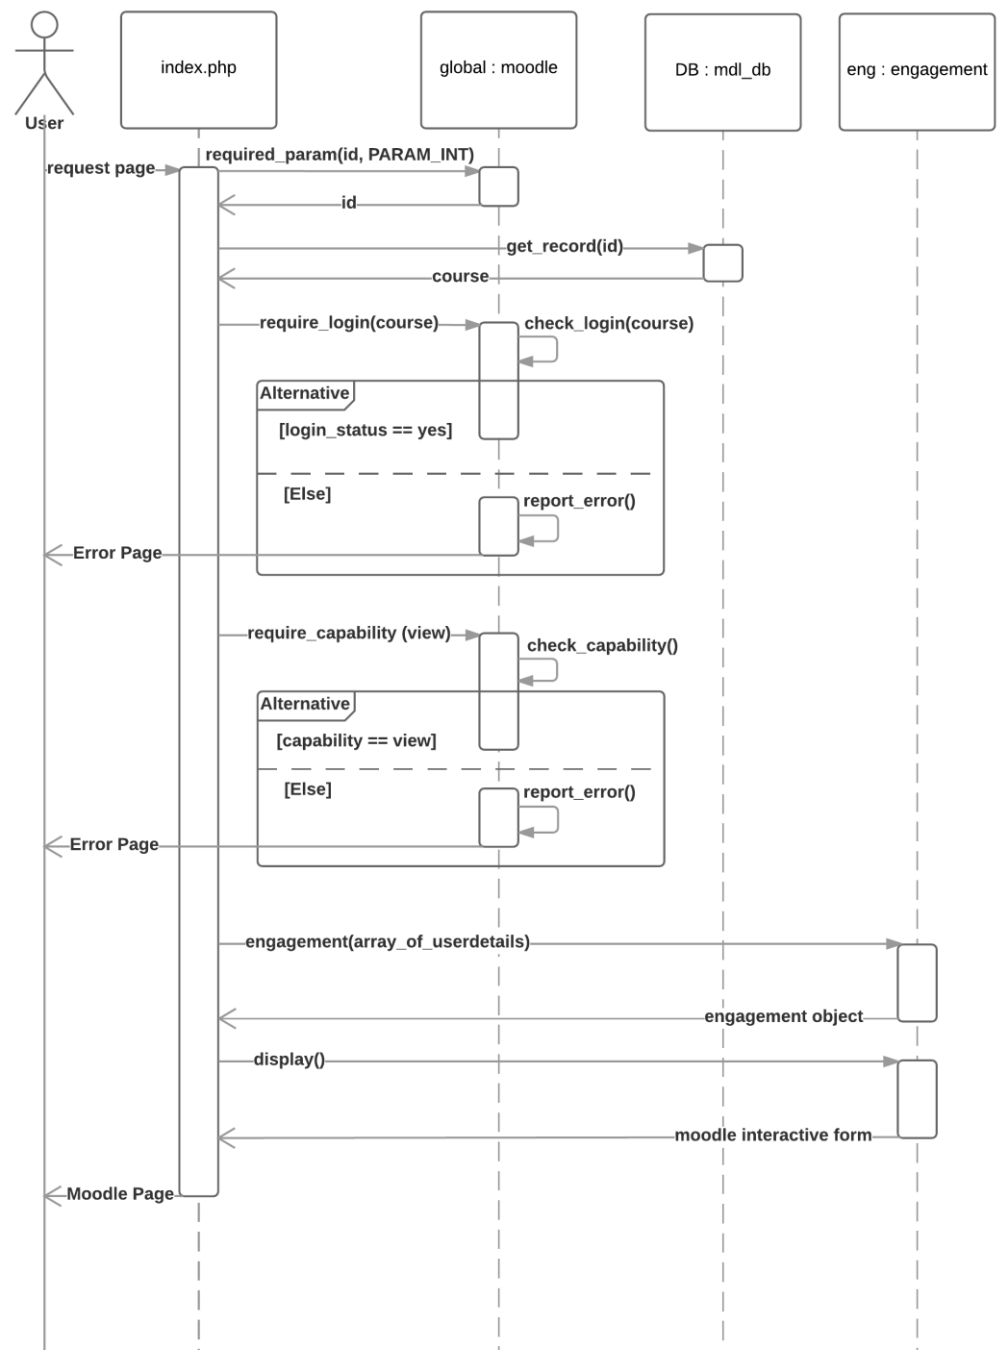 index.php
global : moodle
DB : mdl_db
eng : engagement
User
required_param(id, PARAM_INT)
request page
id
get_record(id)
course
require_login(course)
check_login(course)
Alternative
[login_status == yes]
[Else]
report_error()
Error Page
require_capability (view)
check_capability()
Alternative
[capability == view]
[Else]
report_error()
Error Page
engagement(array_of_userdetails)
engagement object
display()
moodle interactive form
Moodle Page